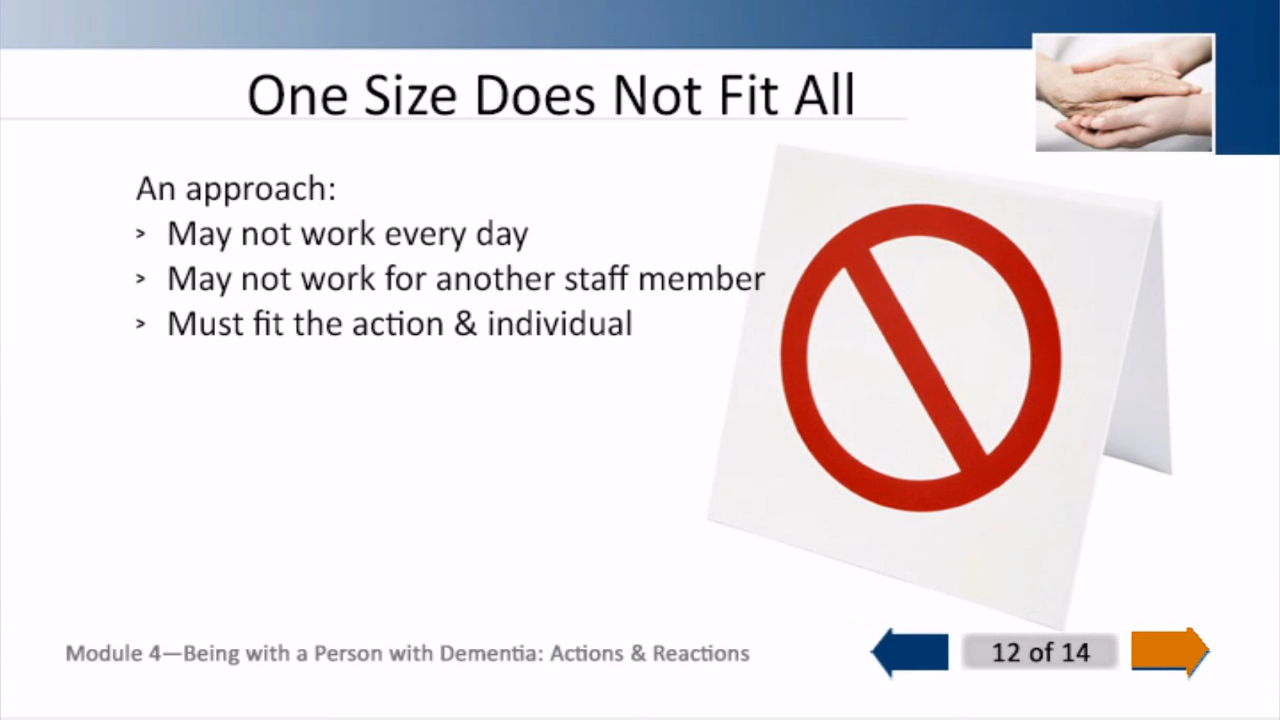 One Size Does Not Fit All
An approach:
> May not work every day
> May not work for another staff member
> Must fit the action & individual
Module 4—Being with a Person with Dementia: Actions & Reactions
12 of 14